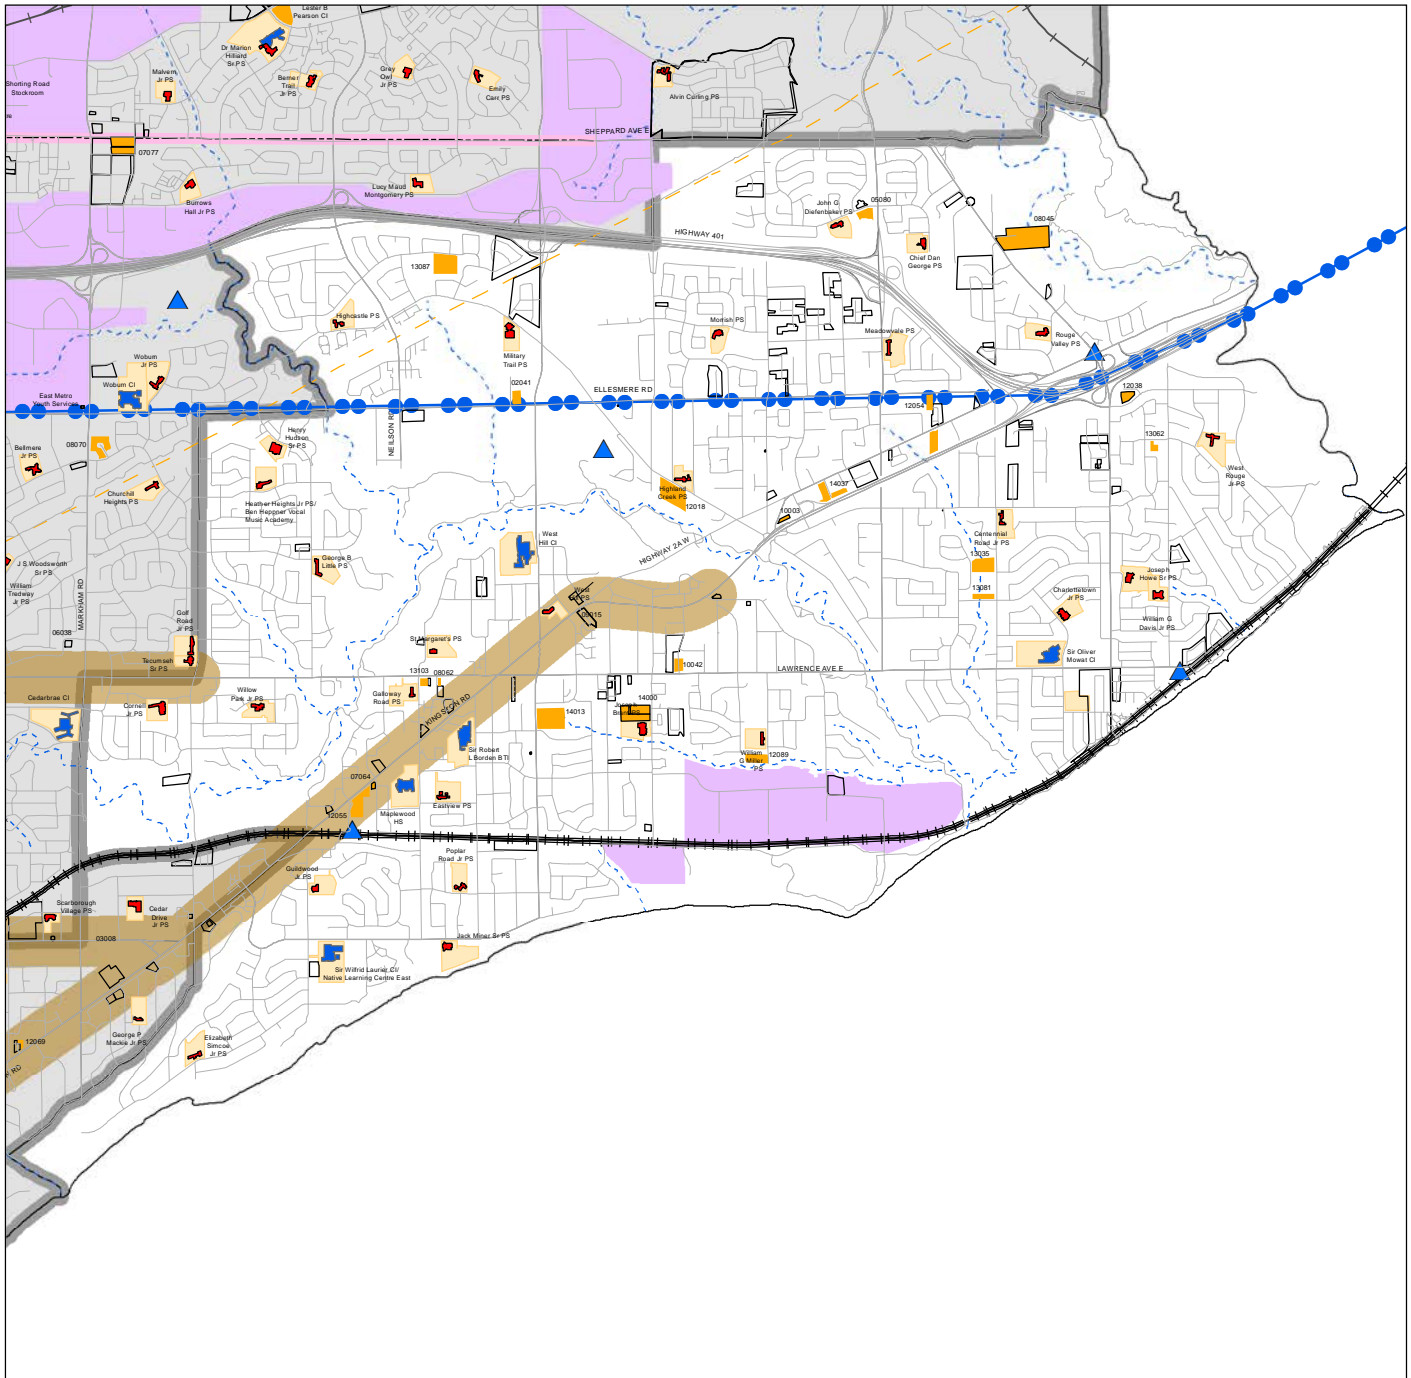 Lester B
Pearson CI
Dr Marion
Hilliard
Sr PS
Malvern
Jr PS
Berner
Trail
Jr PS
Gray
Owl
Jr PS
Emily
Carr PS
Shorting Road
Stockroom
re
Alvin Curling PS
SHEPPARD AVE E
07077
Lucy Maud
Montgomery PS
Burrows
Hall Jr PS
John G
Diefenbaker PS
05080
08045
HIGHWAY 401
Chief Dan
George PS
13087
Highcastle PS
Morrish PS
Meadowvale PS
Rouge
Valley PS
Military
Trail PS
Woburn
Jr PS
Woburn CI
02041
ELLESMERE RD
12038
East Metro
Youth Services
12054
NEILSON RD
Henry
Hudson
Sr PS
08070
13062
Bellmere
Jr PS
West
Rouge
Jr PS
Churchill
Heights PS
Heather Heights Jr PS/
Ben Heppner Vocal
Music Academy
Highland
Creek PS
14037
12018
10003
West
Hill CI
HIGHWAY 2A W
Centennial
Road Jr PS
J S Woodsworth
Sr PS
George B
Little PS
13035
Joseph
Howe Sr PS
William
Tredway
Jr PS
MARKHAM RD
West
Hill PS
13081
Charlottetown
Jr PS
Golf
Road
Jr PS
09015
William G
Davis Jr PS
06038
St Margaret's PS
Tecumseh
Sr PS
Sir Oliver
Mowat CI
10042
LAWRENCE AVE E
13103
08062
Cedarbrae CI
Willow
Park Jr PS
Galloway
Road PS
14000
Cornell
Jr PS
KINGSTON RD
14013
Joseph
Brant PS
Sir Robert
L Borden BTI
William
G Miller
PS
12089
07064
Eastview PS
Maplewood
HS
12055
Poplar
Road Jr PS
Guildwood
Jr PS
Scarborough
Village PS
Cedar
Drive
Jr PS
03008
Jack Miner Sr PS
Sir Wilfrid Laurier CI/
Native Learning Centre East
George P
Mackie Jr PS
Elizabeth
Simcoe
Jr PS
12069
RD